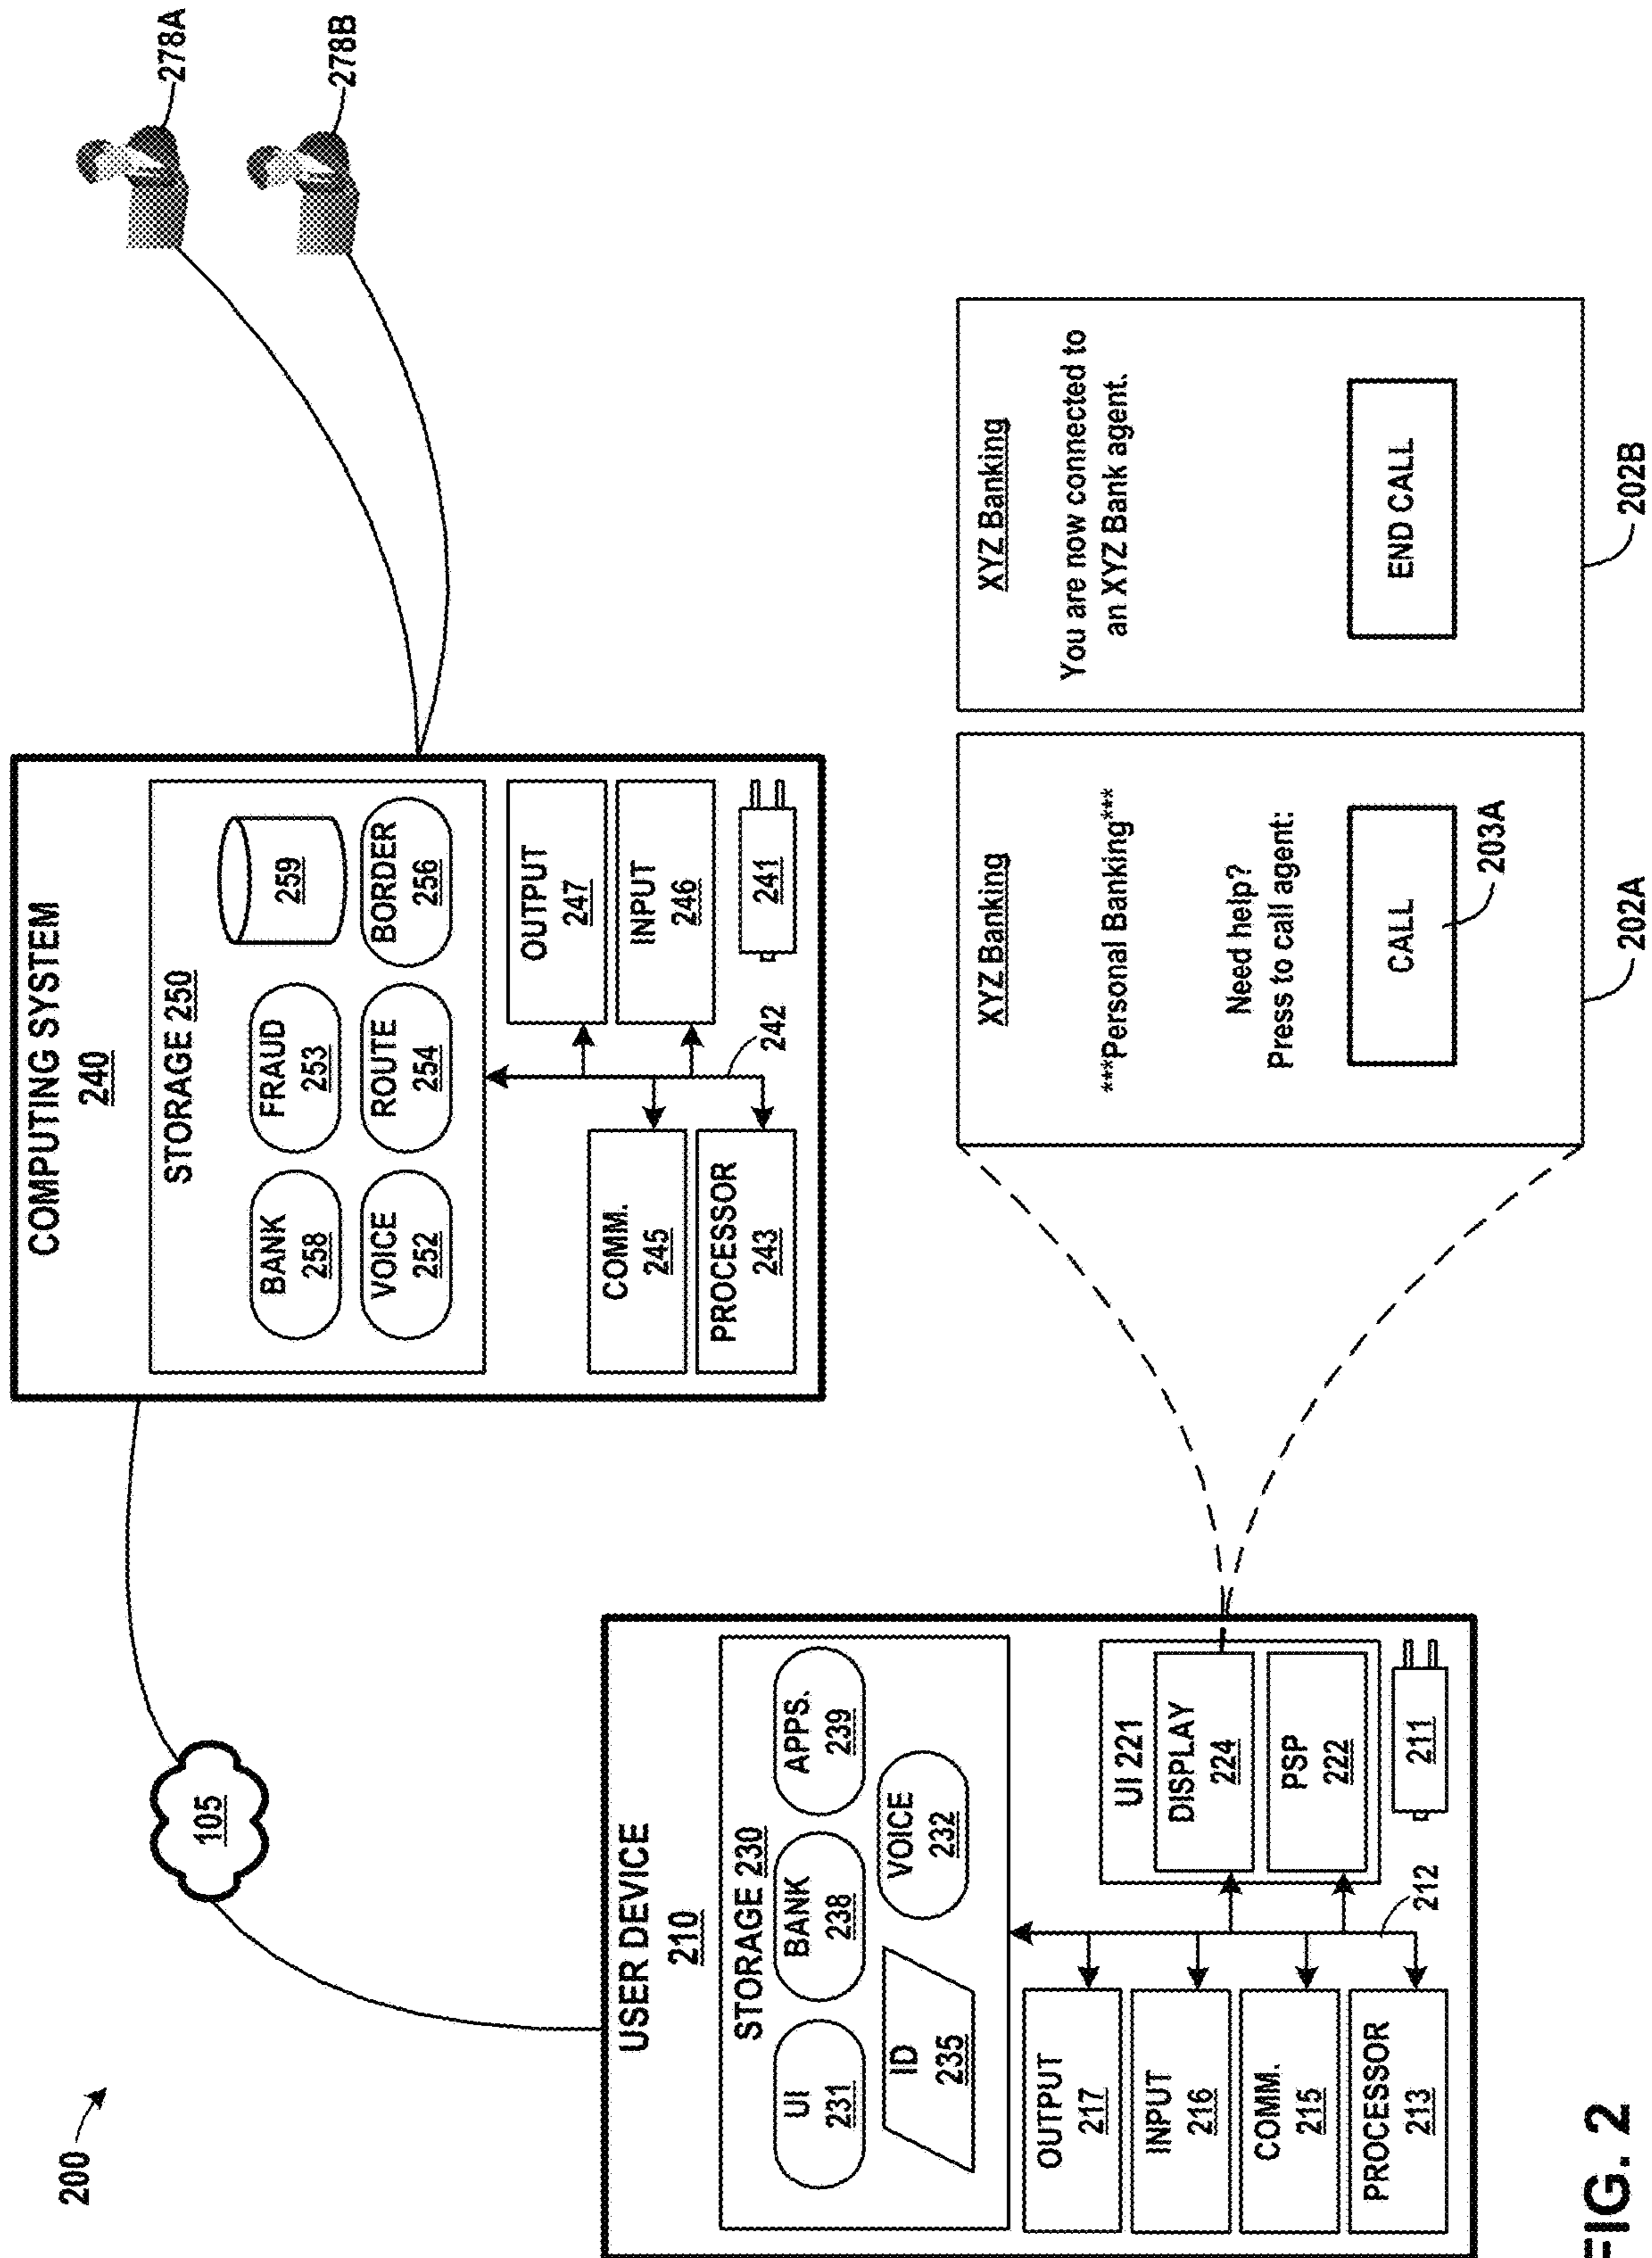 200
105
COMPUTING SYSTEM
240
STORAGE 250
BANK
258
FRAUD
253
259
VOICE
252
ROUTE
254
BORDER
256
COMM.
245
PROCESSOR
243
OUTPUT
247
INPUT
246
242
241
278A
278B
USER DEVICE
210
STORAGE 230
UI
231
BANK
238
APPS.
239
ID
235
VOICE
232
OUTPUT
217
INPUT
216
COMM.
215
PROCESSOR
213
UI 221
DISPLAY
224
PSP
222
212
211
XYZ Banking
***Personal Banking***
Need help?
Press to call agent:
CALL
203A
202A
XYZ Banking
You are now connected to
an XYZ Bank agent.
END CALL
202B
FIG. 2